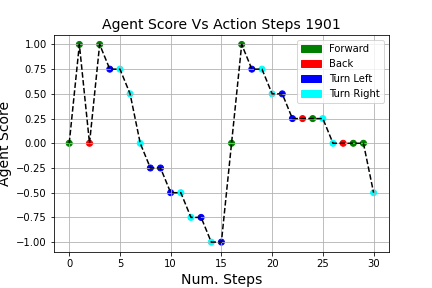 Agent Score Vs Action Steps 1901
Agent Score
1.00
0.75
0.50
0.25
0.00
−0.25
−0.50
−0.75
−1.00
Forward
Back
Turn Left
Turn Right
0 5 10 15 20 25 30
Num. Steps